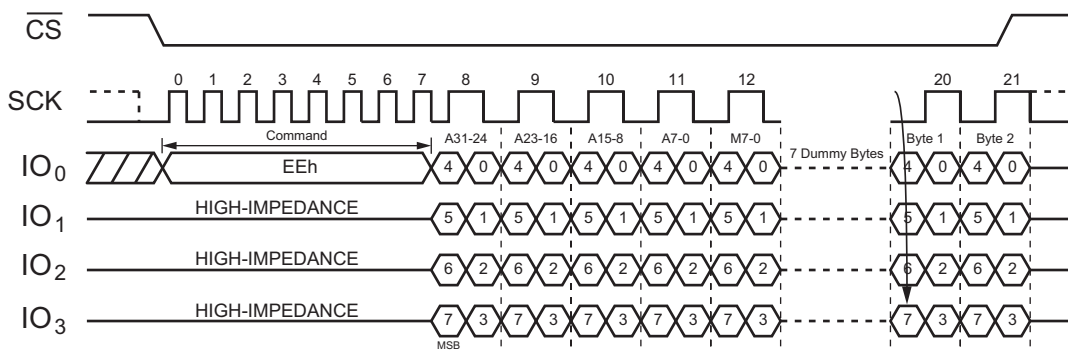 CS
0 1 2 3 4 5 6 7 8 9 10 11 12 20 21
SCK
Command A31-24 A23-16 A15-8 A7-0 M7-0 7 Dummy Bytes Byte 1 Byte 2
IO0 EEh 4 0 4 0 4 0 4 0 4 0 4 0 4 0
IO1 HIGH-IMPEDANCE 5 1 5 1 5 1 5 1 5 1 5 1 5 1
IO2 HIGH-IMPEDANCE 6 2 6 2 6 2 6 2 6 2 6 2 6 2
IO3 HIGH-IMPEDANCE 7 3 7 3 7 3 7 3 7 3 7 3 7 3
MSB